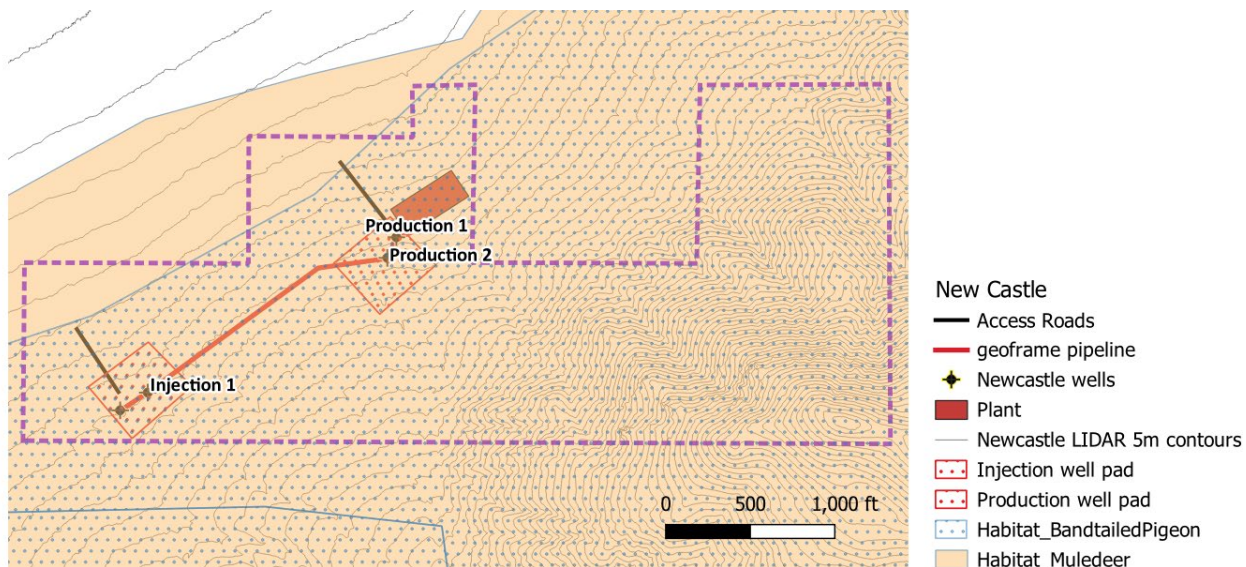 Production 1
Production 2
Injection 1
New Castle
Access Roads
geoframe pipeline
Newcastle wells
Plant
Newcastle LIDAR 5m contours
Injection well pad
Production well pad
Habitat_BandtailedPigeon
Habitat_Muledeer
0 500 1,000 ft